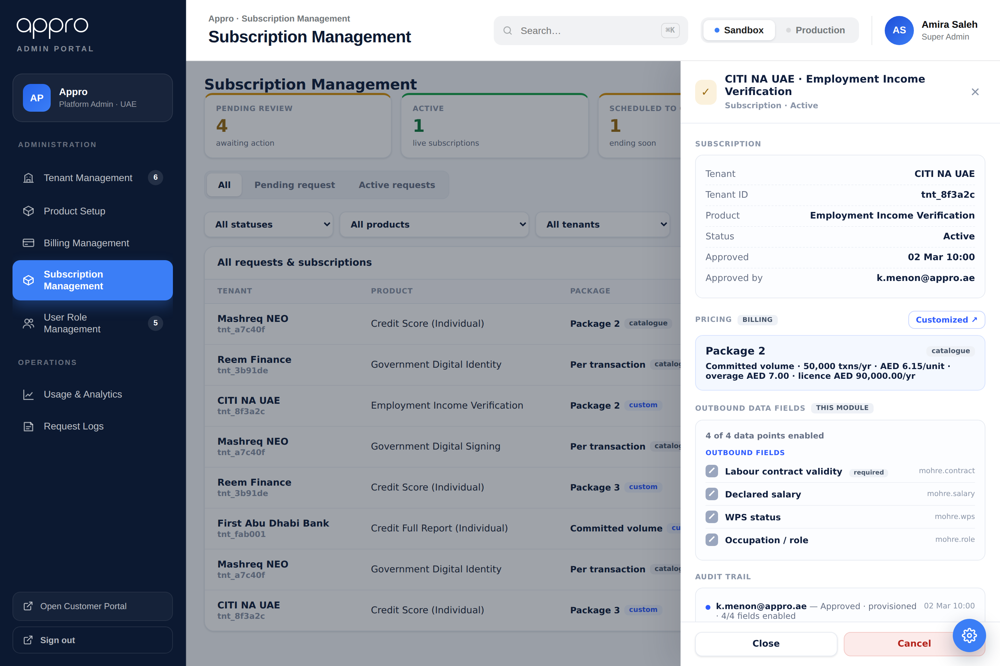 appro
ADMIN PORTAL
AP
Appro
Platform Admin · UAE
ADMINISTRATION
Tenant Management 6
Product Setup
Billing Management
Subscription
Management
User Role
Management
5
OPERATIONS
Usage & Analytics
Request Logs
Open Customer Portal
Sign out
Appro · Subscription Management
Subscription Management
Search… ⌘K
Sandbox Production
AS
Amira Saleh
Super Admin
Subscription Management
PENDING REVIEW
4
awaiting action
ACTIVE
1
live subscriptions
SCHEDULED TO
1
ending soon
All Pending request Active requests
All statuses All products All tenants
All requests & subscriptions
TENANT PRODUCT PACKAGE
Mashreq NEO
tnt_a7c40f
Credit Score (Individual) Package 2 catalogue
Reem Finance
tnt_3b91de
Government Digital Identity Per transaction catalog
CITI NA UAE
tnt_8f3a2c
Employment Income Verification Package 2 custom
Mashreq NEO
tnt_a7c40f
Government Digital Signing Per transaction catalog
Reem Finance
tnt_3b91de
Credit Score (Individual) Package 3 custom
First Abu Dhabi Bank
tnt_fab001
Credit Full Report (Individual) Committed volume cu
Mashreq NEO
tnt_a7c40f
Government Digital Identity Per transaction catalog
CITI NA UAE
tnt_8f3a2c
Credit Score (Individual) Package 3 custom
✓
CITI NA UAE · Employment Income
Verification
Subscription · Active
✕
SUBSCRIPTION
Tenant CITI NA UAE
Tenant ID tnt_8f3a2c
Product Employment Income Verification
Status Active
Approved 02 Mar 10:00
Approved by k.menon@appro.ae
PRICING BILLING Customized ↗
Package 2 catalogue
Committed volume · 50,000 txns/yr · AED 6.15/unit ·
overage AED 7.00 · licence AED 90,000.00/yr
OUTBOUND DATA FIELDS THIS MODULE
4 of 4 data points enabled
OUTBOUND FIELDS
Labour contract validity required mohre.contract
Declared salary mohre.salary
WPS status mohre.wps
Occupation / role mohre.role
AUDIT TRAIL
k.menon@appro.ae — Approved · provisioned 02 Mar 10:00
· 4/4 fields enabled
Close Cancel